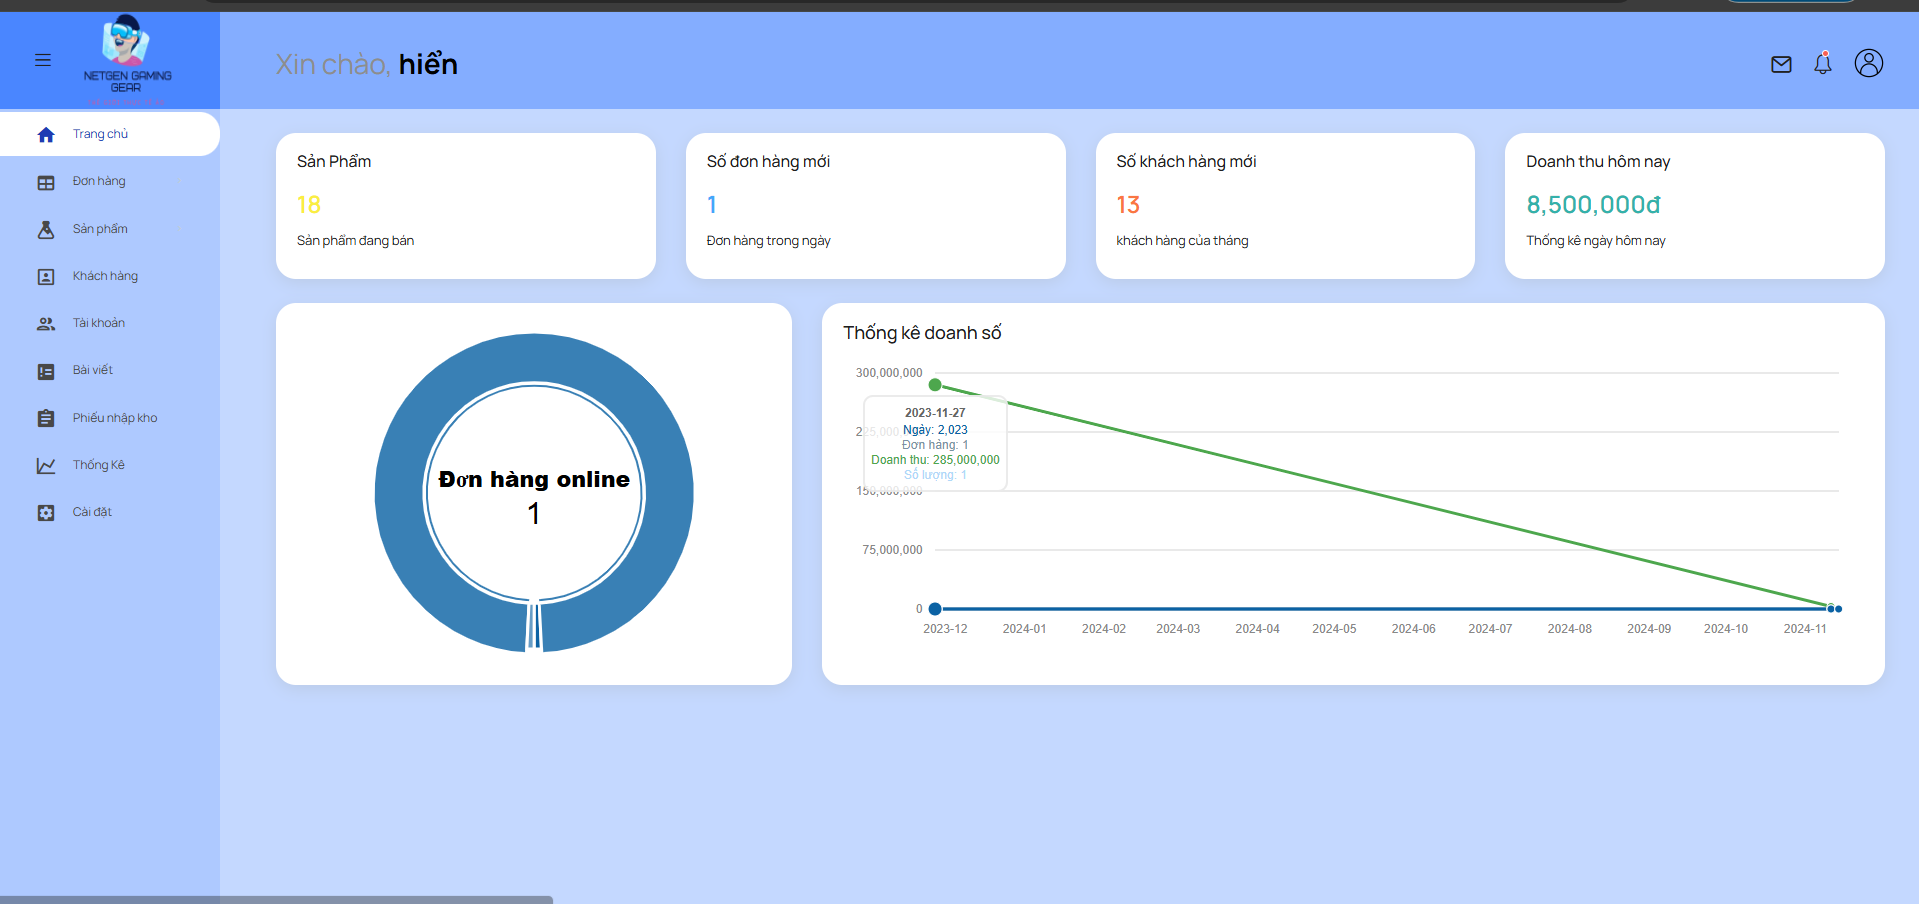 NETGEN GAMING
GEAR
Xin chào, hiển
Trang chủ
Đơn hàng
Sản phẩm
Khách hàng
Tài khoản
Bài viết
Phiếu nhập kho
Thống Kê
Cài đặt
Sản Phẩm
18
Sản phẩm đang bán
Số đơn hàng mới
1
Đơn hàng trong ngày
Số khách hàng mới
13
khách hàng của tháng
Doanh thu hôm nay
8,500,000đ
Thống kê ngày hôm nay
Đơn hàng online
1
Thống kê doanh số
300,000,000
225,000,000
150,000,000
75,000,000
0
2023-11-27
Ngày: 2,023
Đơn hàng: 1
Doanh thu: 285,000,000
Số lượng: 1
2023-12 2024-01 2024-02 2024-03 2024-04 2024-05 2024-06 2024-07 2024-08 2024-09 2024-10 2024-11